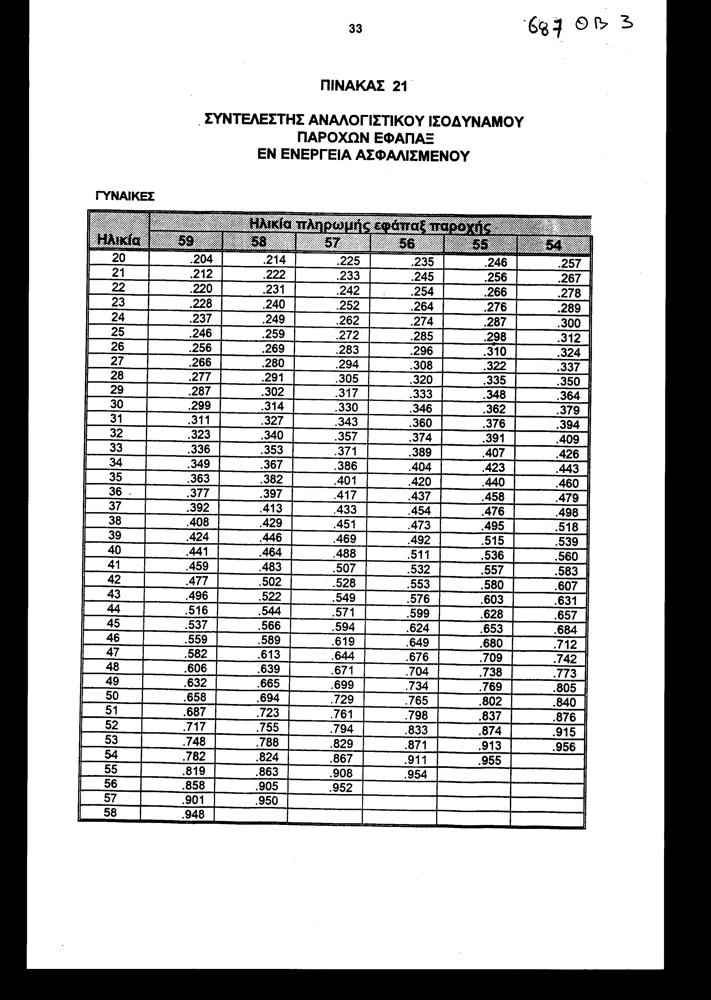 33
687 ΘΒ 3
ΠΙΝΑΚΑΣ 21
ΣΥΝΤΕΛΕΣΤΗΣ ΑΝΑΛΟΓΙΣΤΙΚΟΥ ΙΣΟΔΥΝΑΜΟΥ
ΠΑΡΟΧΩΝ ΕΦΑΠΑΞ
ΕΝ ΕΝΕΡΓΕΙΑ ΑΣΦΑΛΙΣΜΕΝΟΥ
ΓΥΝΑΙΚΕΣ
Ηλικία πληρωμής εφάπαξ παροχής
Ηλικία 59 58 57 56 55 54
20 .204 .214 .225 .235 .246 .257
21 .212 .222 .233 .245 .256 .267
22 .220 .231 .242 .254 .266 .278
23 .228 .240 .252 .264 .276 .289
24 .237 .249 .262 .274 .287 .300
25 .246 .259 .272 .285 .298 .312
26 .256 .269 .283 .296 .310 .324
27 .266 .280 .294 .308 .322 .337
28 .277 .291 .305 .320 .335 .350
29 .287 .302 .317 .333 .348 .364
30 .299 .314 .330 .346 .362 .379
31 .311 .327 .343 .360 .376 .394
32 .323 .340 .357 .374 .391 .409
33 .336 .353 .371 .389 .407 .426
34 .349 .367 .386 .404 .423 .443
35 .363 .382 .401 .420 .440 .460
36 .377 .397 .417 .437 .458 .479
37 .392 .413 .433 .454 .476 .498
38 .408 .429 .451 .473 .495 .518
39 .424 .446 .469 .492 .515 .539
40 .441 .464 .488 .511 .536 .560
41 .459 .483 .507 .532 .557 .583
42 .477 .502 .528 .553 .580 .607
43 .496 .522 .549 .576 .603 .631
44 .516 .544 .571 .599 .628 .657
45 .537 .566 .594 .624 .653 .684
46 .559 .589 .619 .649 .680 .712
47 .582 .613 .644 .676 .709 .742
48 .606 .639 .671 .704 .738 .773
49 .632 .665 .699 .734 .769 .805
50 .658 .694 .729 .765 .802 .840
51 .687 .723 .761 .798 .837 .876
52 .717 .755 .794 .833 .874 .915
53 .748 .788 .829 .871 .913 .956
54 .782 .824 .867 .911 .955
55 .819 .863 .908 .954
56 .858 .905 .952
57 .901 .950
58 .948